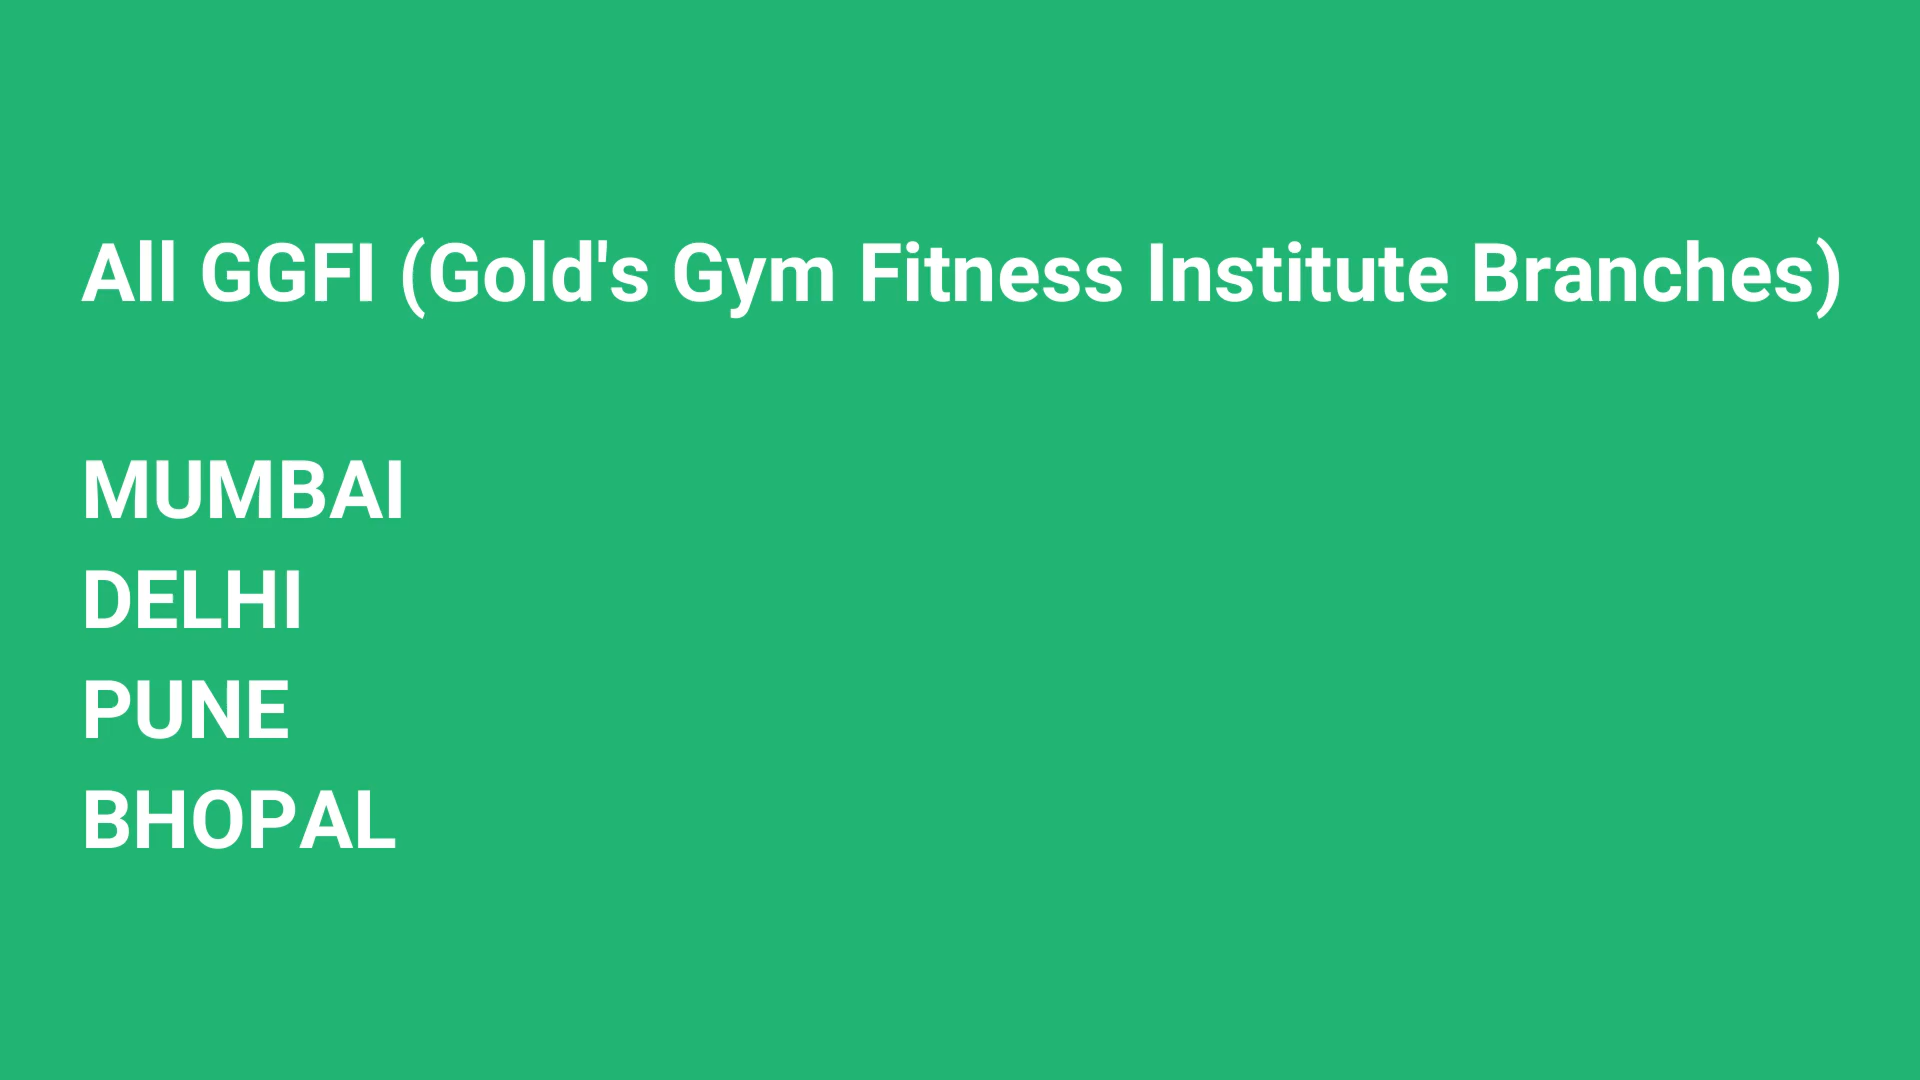 All GGFI (Gold's Gym Fitness Institute Branches)
MUMBAI
DELHI
PUNE
BHOPAL